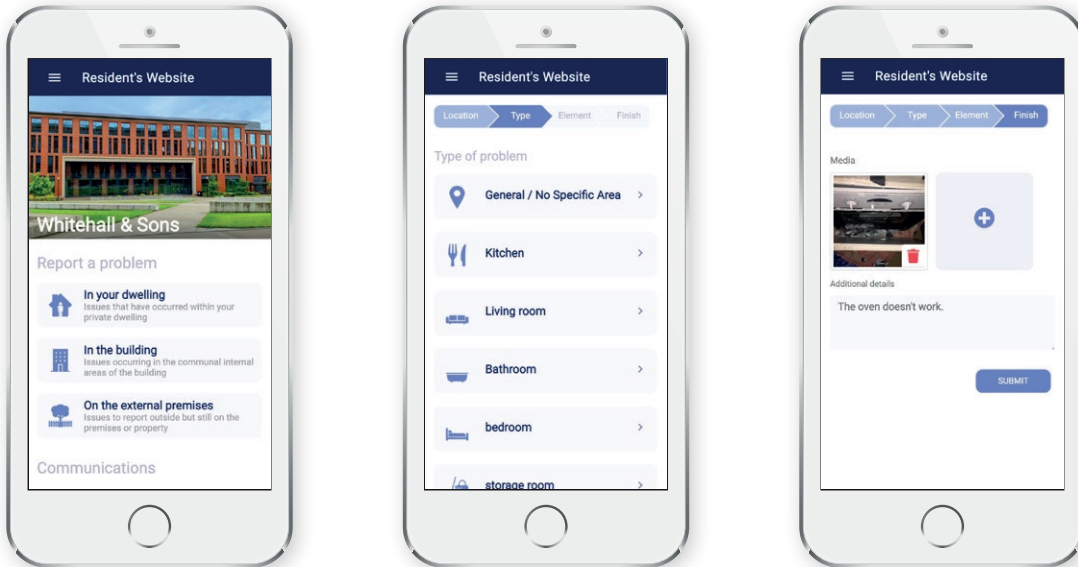 Resident's Website
Whitehall & Sons
Report a problem
In your dwelling
Issues that have occurred within your
private dwelling
In the building
Issues occurring in the communal internal
areas of the building
On the external premises
Issues to report outside but still on the
premises or property
Communications
Resident's Website
Location Type Element Finish
Type of problem
General / No Specific Area
Kitchen
Living room
Bathroom
bedroom
storage room
Resident's Website
Location Type Element Finish
Media
Additional details
The oven doesn't work.
SUBMIT